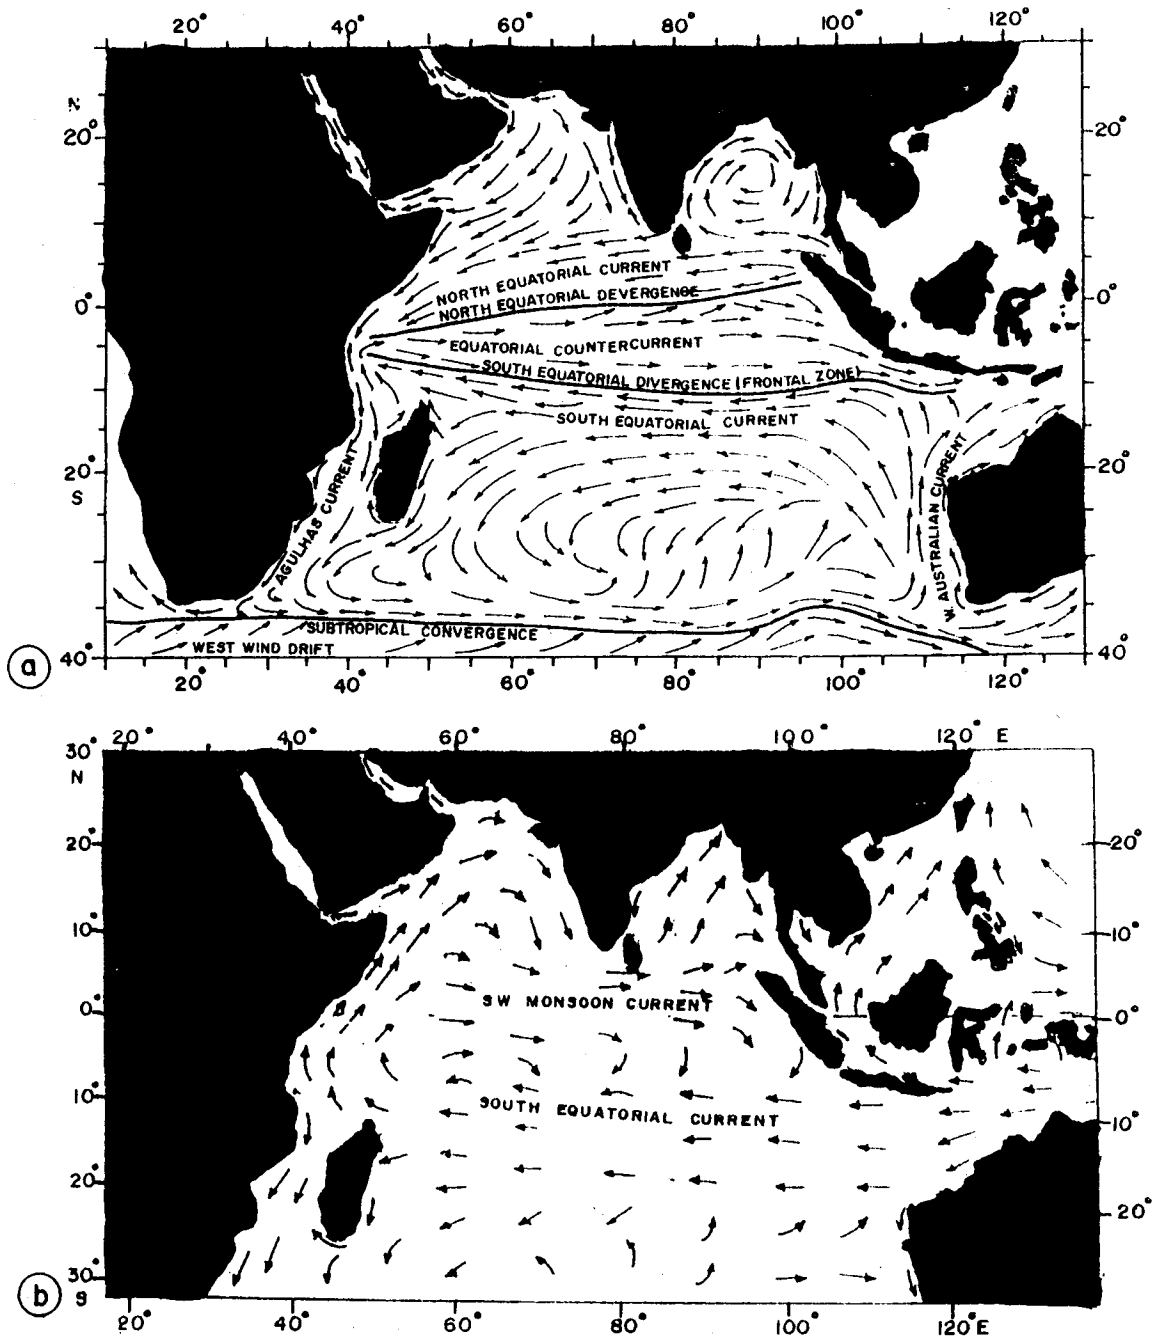 20° 40° 60° 80° 100° 120°
N
20° 20°
NORTH EQUATORIAL CURRENT
NORTH EQUATORIAL DEVERGENCE
0° 0°
EQUATORIAL COUNTERCURRENT
SOUTH EQUATORIAL DIVERGENCE (FRONTAL ZONE)
SOUTH EQUATORIAL CURRENT
20° 20°
S
AGULHAS CURRENT
W. AUSTRALIAN CURRENT
SUBTROPICAL CONVERGENCE
WEST WIND DRIFT
a 40° 40°
20° 40° 60° 80° 100° 120°
20° 40° 60° 80° 100° 120° E
30°
N
20° 20°
10° 10°
SW MONSOON CURRENT
0° 0°
10° SOUTH EQUATORIAL CURRENT 10°
20° 20°
30°
b S
20° 40° 60° 80° 100° 120°E